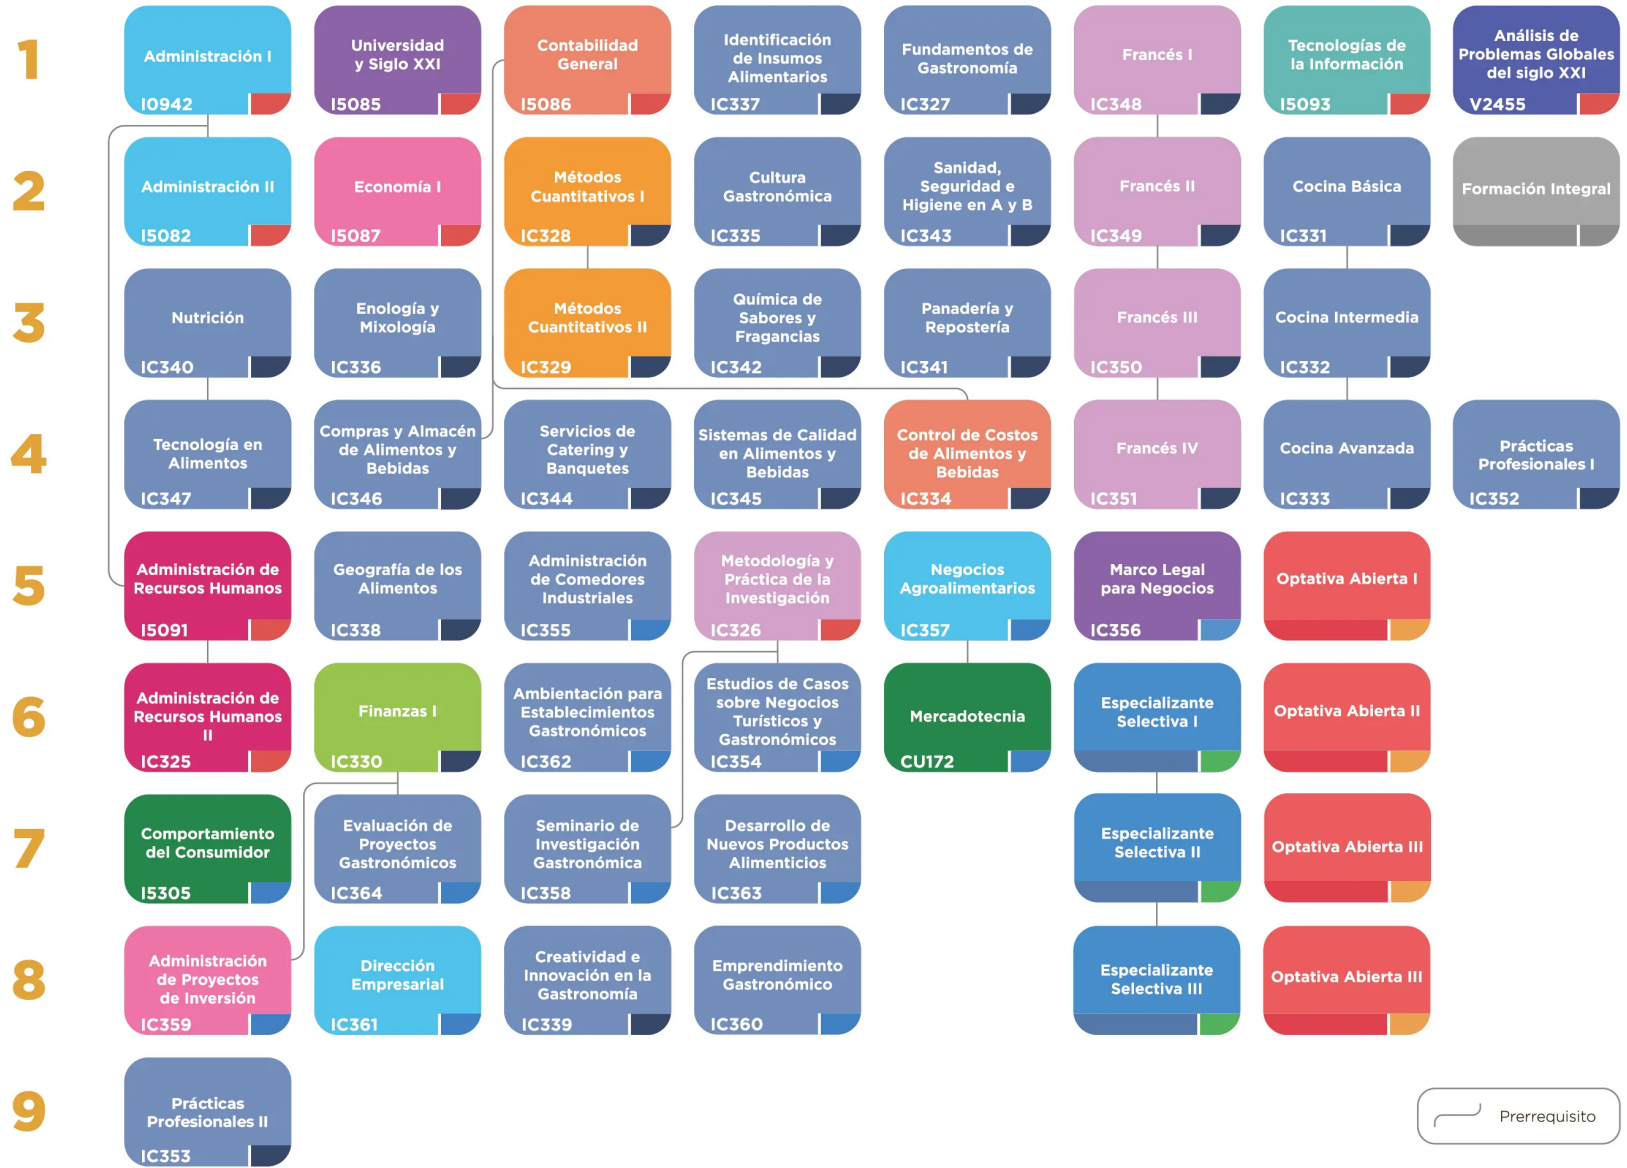 1
Administración I
I0942
Universidad
y Siglo XXI
I5085
Contabilidad
General
I5086
Identificación
de Insumos
Alimentarios
IC337
Fundamentos de
Gastronomía
IC327
Francés I
IC348
Tecnologías de
la Información
I5093
Análisis de
Problemas Globales
del siglo XXI
V2455
2
Administración II
I5082
Economía I
I5087
Métodos
Cuantitativos I
IC328
Cultura
Gastronómica
IC335
Sanidad,
Seguridad e
Higiene en A y B
IC343
Francés II
IC349
Cocina Básica
IC331
Formación Integral
3
Nutrición
IC340
Enología y
Mixología
IC336
Métodos
Cuantitativos II
IC329
Química de
Sabores y
Fragancias
IC342
Panadería y
Repostería
IC341
Francés III
IC350
Cocina Intermedia
IC332
4
Tecnología en
Alimentos
IC347
Compras y Almacén
de Alimentos y
Bebidas
IC346
Servicios de
Catering y
Banquetes
IC344
Sistemas de Calidad
en Alimentos y
Bebidas
IC345
Control de Costos
de Alimentos y
Bebidas
IC334
Francés IV
IC351
Cocina Avanzada
IC333
Prácticas
Profesionales I
IC352
5
Administración de
Recursos Humanos
I5091
Geografía de los
Alimentos
IC338
Administración
de Comedores
Industriales
IC355
Metodología y
Práctica de la
Investigación
IC326
Negocios
Agroalimentarios
IC357
Marco Legal
para Negocios
IC356
Optativa Abierta I
6
Administración de
Recursos Humanos
II
IC325
Finanzas I
IC330
Ambientación para
Establecimientos
Gastronómicos
IC362
Estudios de Casos
sobre Negocios
Turísticos y
Gastronómicos
IC354
Mercadotecnia
CU172
Especializante
Selectiva I
Optativa Abierta II
7
Comportamiento
del Consumidor
I5305
Evaluación de
Proyectos
Gastronómicos
IC364
Seminario de
Investigación
Gastronómica
IC358
Desarrollo de
Nuevos Productos
Alimenticios
IC363
Especializante
Selectiva II
Optativa Abierta III
8
Administración
de Proyectos
de Inversión
IC359
Dirección
Empresarial
IC361
Creatividad e
Innovación en la
Gastronomía
IC339
Emprendimiento
Gastronómico
IC360
Especializante
Selectiva III
Optativa Abierta III
9
Prácticas
Profesionales II
IC353
Prerrequisito